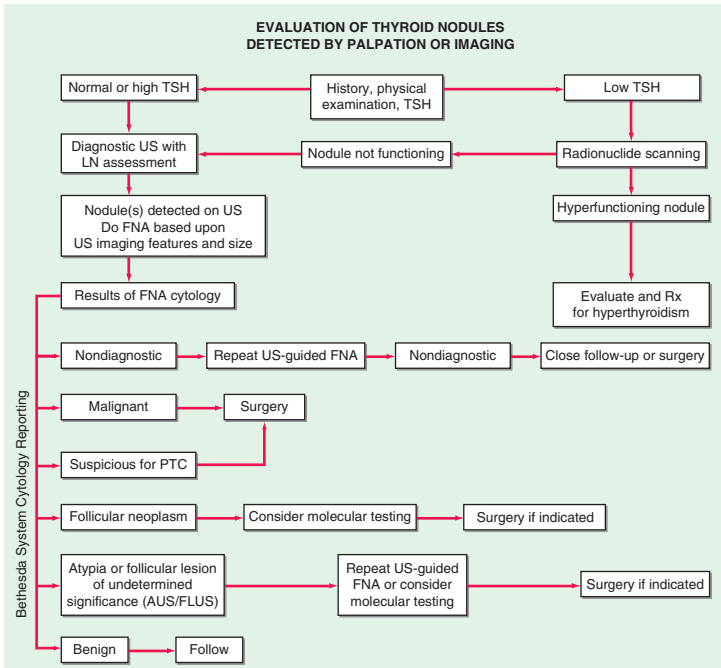 EVALUATION OF THYROID NODULES
DETECTED BY PALPATION OR IMAGING
Normal or high TSH
History, physical
examination, TSH
Low TSH
Diagnostic US with
LN assessment
Nodule not functioning
Radionuclide scanning
Nodule(s) detected on US
Do FNA based upon
US imaging features and size
Hyperfunctioning nodule
Results of FNA cytology
Evaluate and Rx
for hyperthyroidism
Bethesda System Cytology Reporting
Nondiagnostic
Repeat US-guided FNA
Nondiagnostic
Close follow-up or surgery
Malignant
Surgery
Suspicious for PTC
Follicular neoplasm
Consider molecular testing
Surgery if indicated
Atypia or follicular lesion
of undetermined
significance (AUS/FLUS)
Repeat US-guided
FNA or consider
molecular testing
Surgery if indicated
Benign
Follow